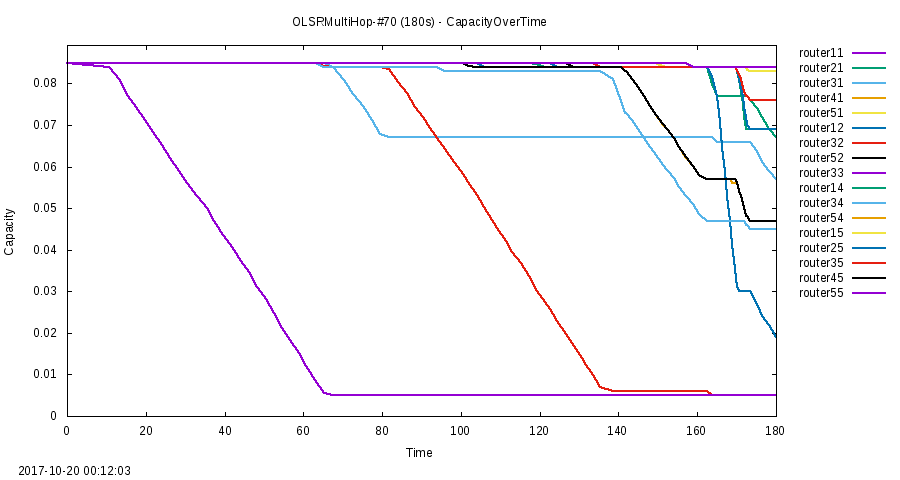 OLSRMultiHop-#70 (180s) - CapacityOverTime
Capacity
0.08
0.07
0.06
0.05
0.04
0.03
0.02
0.01
0
0 20 40 60 80 100 120 140 160 180
Time
router11
router21
router31
router41
router51
router12
router32
router52
router33
router14
router34
router54
router15
router25
router35
router45
router55
2017-10-20 00:12:03